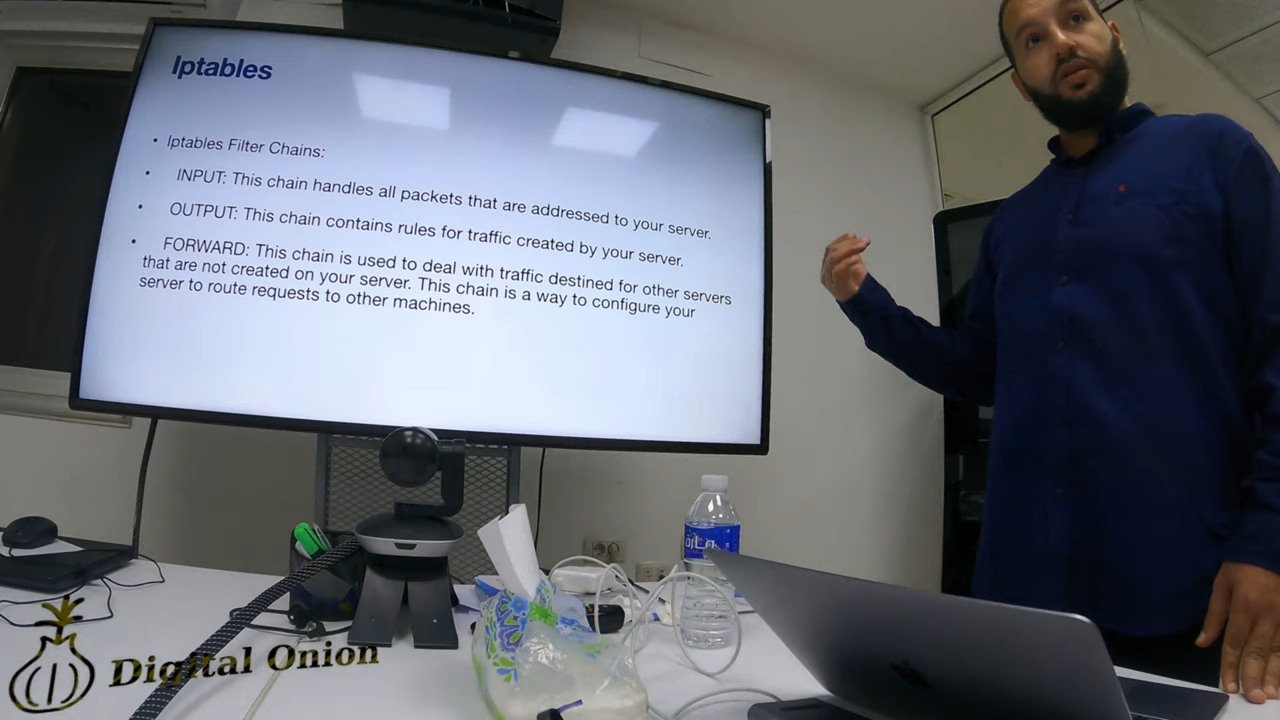 Iptables
• Iptables Filter Chains:
• INPUT: This chain handles all packets that are addressed to your server.
• OUTPUT: This chain contains rules for traffic created by your server.
• FORWARD: This chain is used to deal with traffic destined for other servers
that are not created on your server. This chain is a way to configure your
server to route requests to other machines.
Digital Onion